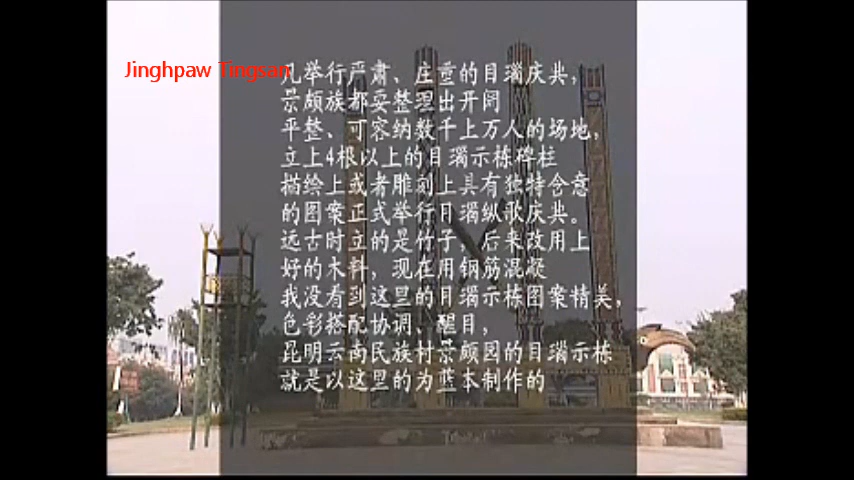 Jinghpaw Tingsan
凡举行严肃、庄重的目瑙庆典，
景颇族都要整理出开阔
平整、可容纳数千上万人的场地，
立上4根以上的目瑙示栋碑柱
描绘上或者雕刻上具有独特含意
的图案正式举行目瑙纵歌庆典。
远古时立的是竹子，后来改用上
好的木料，现在用钢筋混凝
我没看到这里的目瑙示栋图案精美，
色彩搭配协调、醒目，
昆明云南民族村景颇园的目瑙示栋
就是以这里的为蓝本制作的